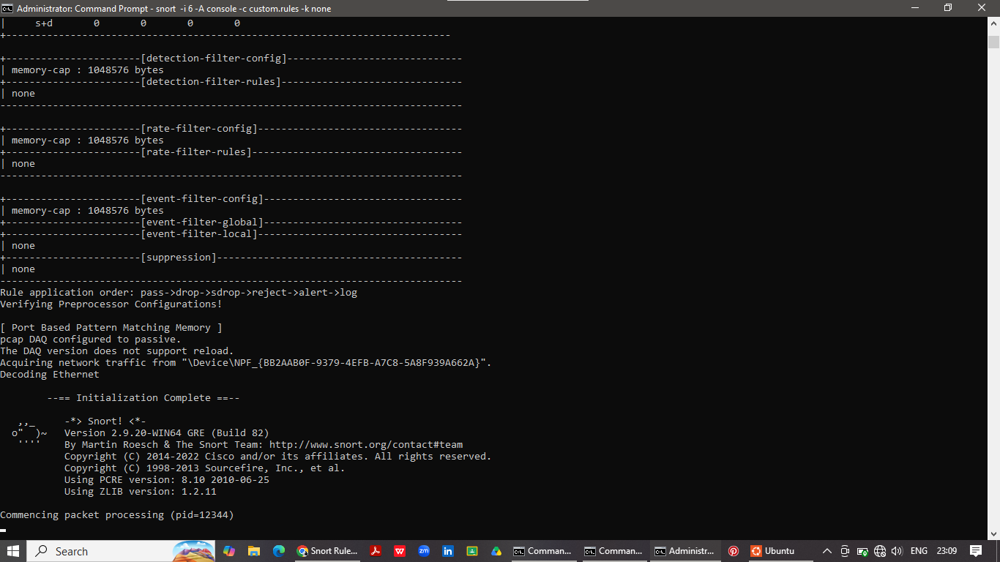 Administrator: Command Prompt - snort  -i 6 -A console -c custom.rules -k none
|     s+d       0       0       0       0
+----------------------------------------------------------------------------
+-----------------------[detection-filter-config]------------------------------
| memory-cap : 1048576 bytes
+-----------------------[detection-filter-rules]-------------------------------
| none
-------------------------------------------------------------------------------
+-----------------------[rate-filter-config]-----------------------------------
| memory-cap : 1048576 bytes
+-----------------------[rate-filter-rules]------------------------------------
| none
-------------------------------------------------------------------------------
+-----------------------[event-filter-config]----------------------------------
| memory-cap : 1048576 bytes
+-----------------------[event-filter-global]----------------------------------
+-----------------------[event-filter-local]-----------------------------------
| none
+-----------------------[suppression]------------------------------------------
| none
-------------------------------------------------------------------------------
Rule application order: pass->drop->sdrop->reject->alert->log
Verifying Preprocessor Configurations!
[ Port Based Pattern Matching Memory ]
pcap DAQ configured to passive.
The DAQ version does not support reload.
Acquiring network traffic from "\Device\NPF_{BB2AAB0F-9379-4EFB-A7C8-5A8F939A662A}".
Decoding Ethernet
        --== Initialization Complete ==--
   ,,_     -*> Snort! <*-
  o"  )~   Version 2.9.20-WIN64 GRE (Build 82)
   ''''    By Martin Roesch & The Snort Team: http://www.snort.org/contact#team
           Copyright (C) 2014-2022 Cisco and/or its affiliates. All rights reserved.
           Copyright (C) 1998-2013 Sourcefire, Inc., et al.
           Using PCRE version: 8.10 2010-06-25
           Using ZLIB version: 1.2.11
Commencing packet processing (pid=12344)
Search Snort Rule... W zm in Comman... Comman... Administr... Ubuntu ENG 23:09